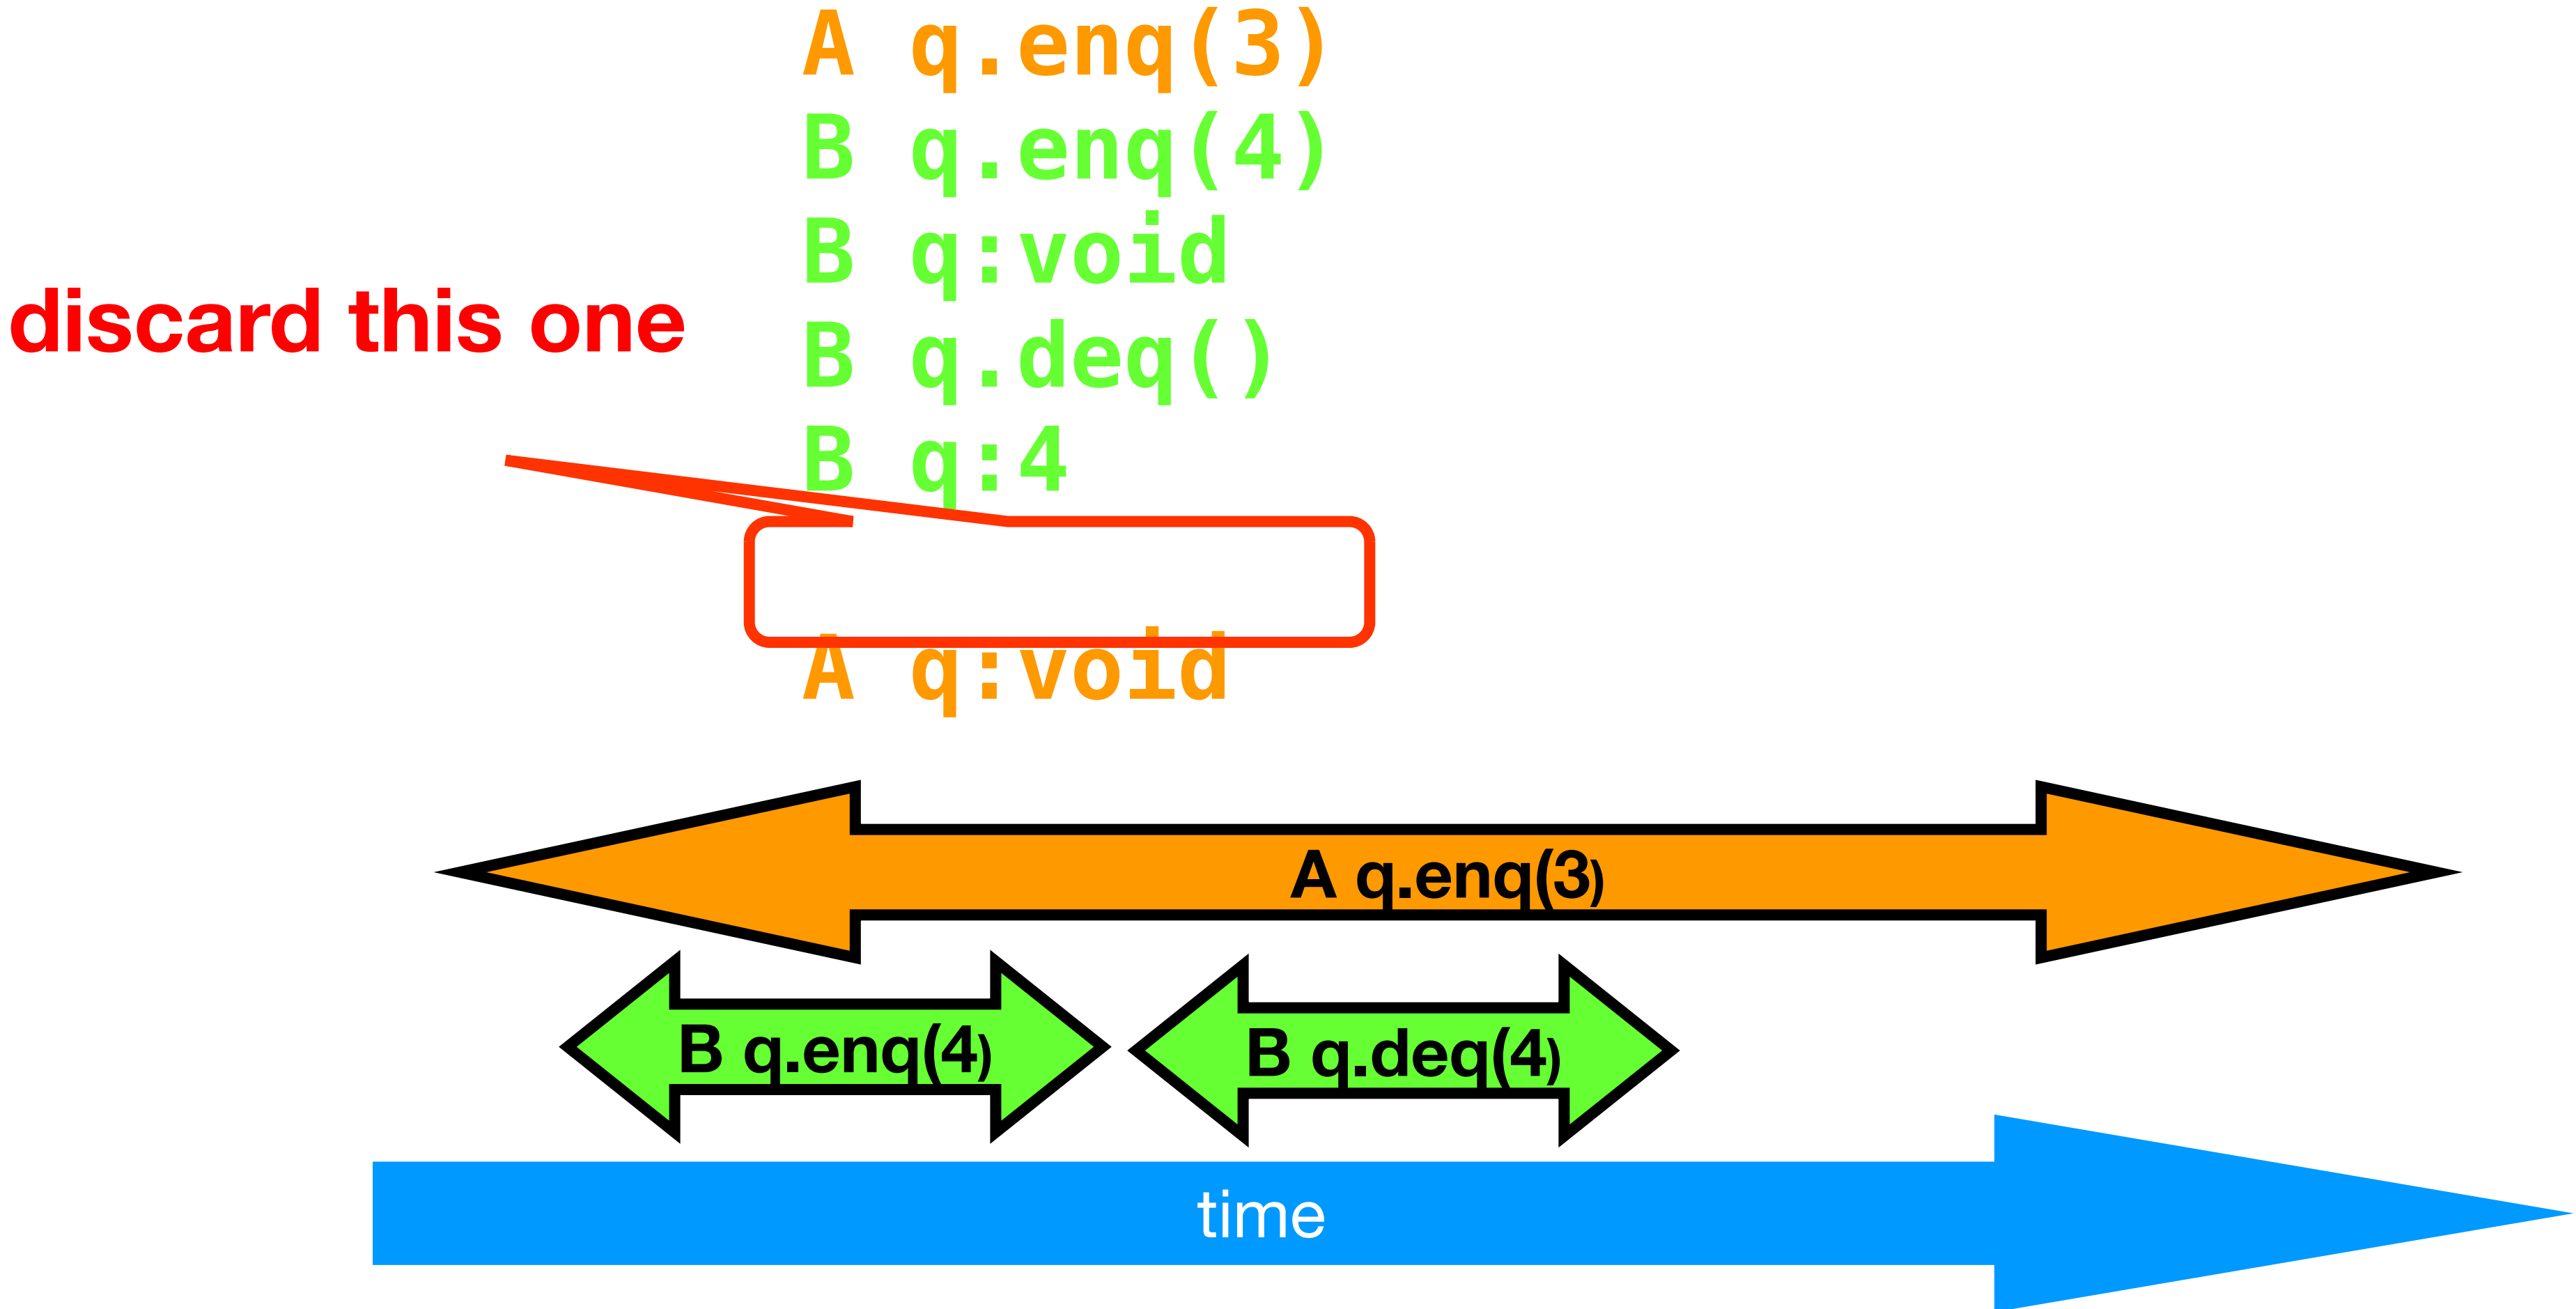 A q.enq(3)
B q.enq(4)
B q:void
discard this one
B q.deq()
B q:4
A q:void
A q.enq(3)
B q.enq(4)
B q.deq(4)
time